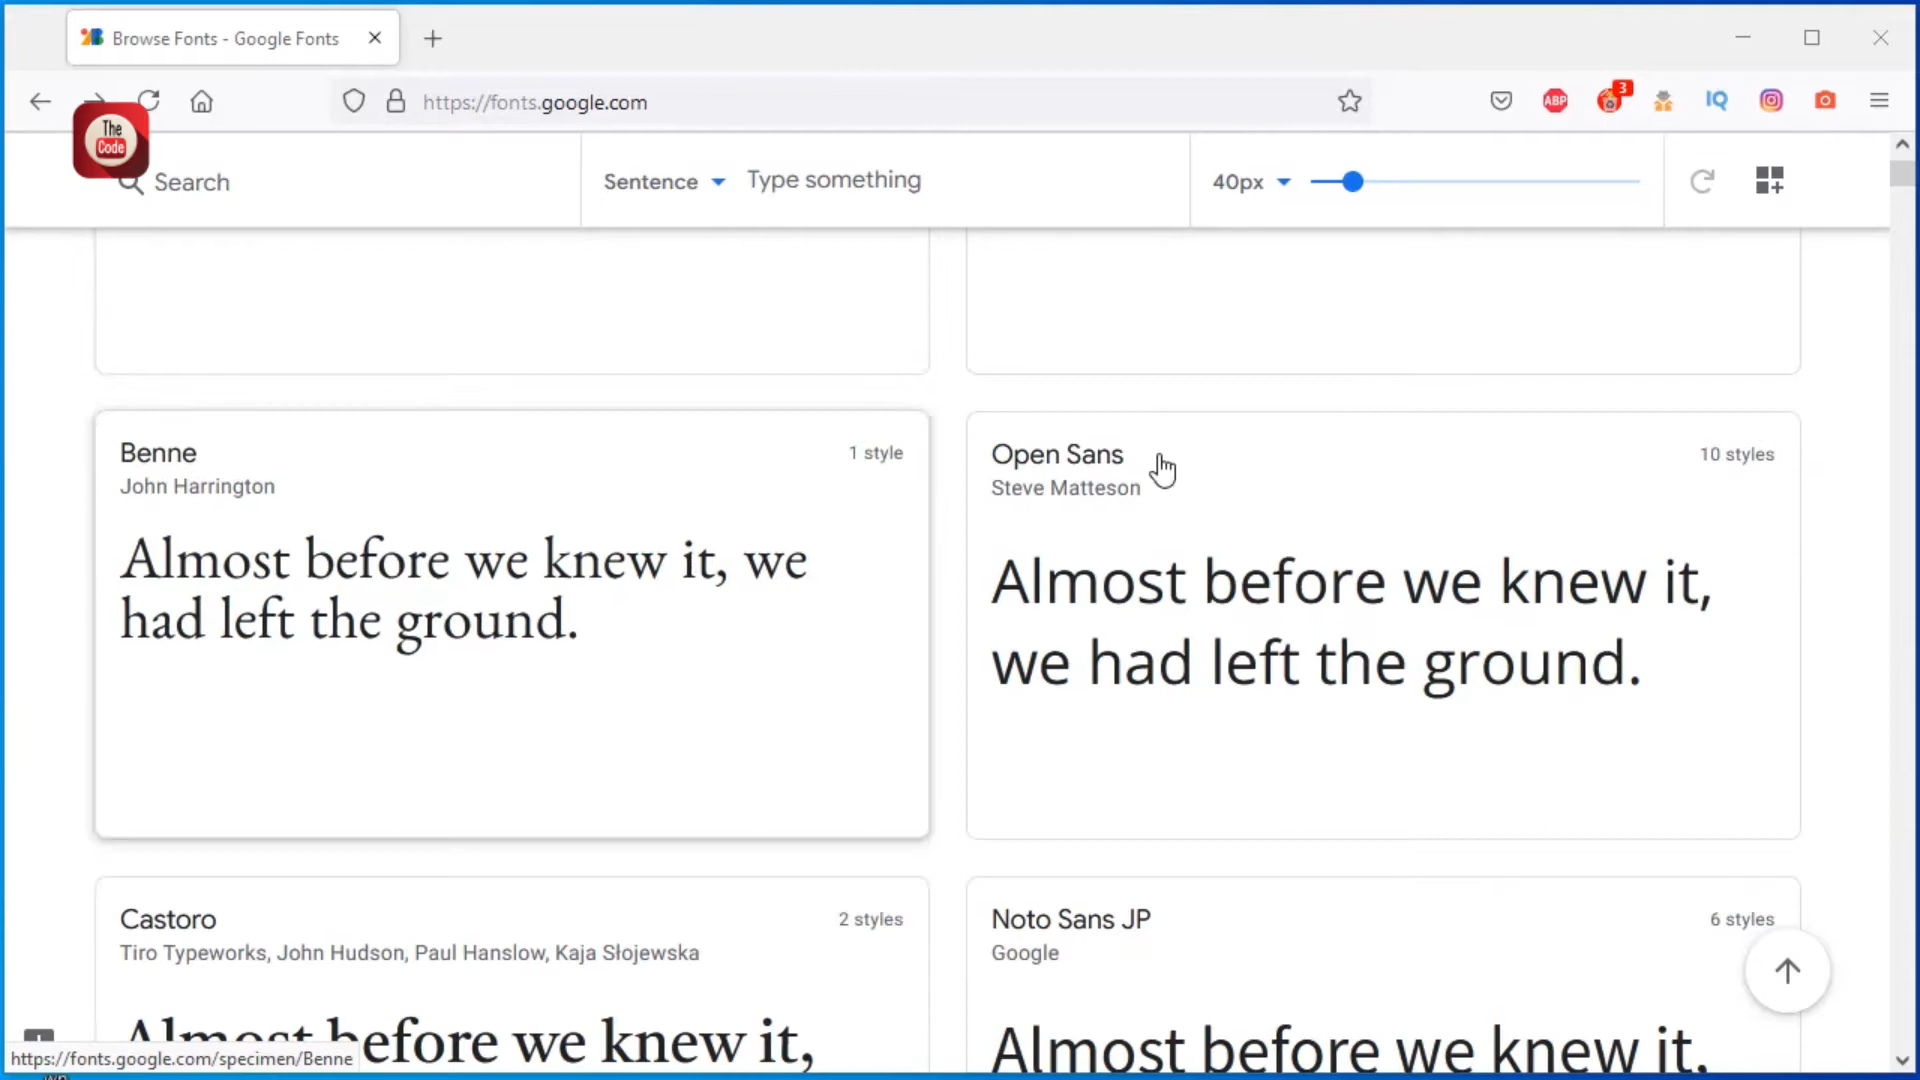 Browse Fonts - Google Fonts
https://fonts.google.com
ABP
3
IQ
The
Code
Search
Sentence
Type something
40px
Benne
1 style
John Harrington
Almost before we knew it, we
had left the ground.
Open Sans
10 styles
Steve Matteson
Almost before we knew it,
we had left the ground.
Castoro
2 styles
Tiro Typeworks, John Hudson, Paul Hanslow, Kaja Słojewska
Almost before we knew it,
Noto Sans JP
6 styles
Google
Almost before we knew it,
https://fonts.google.com/specimen/Benne